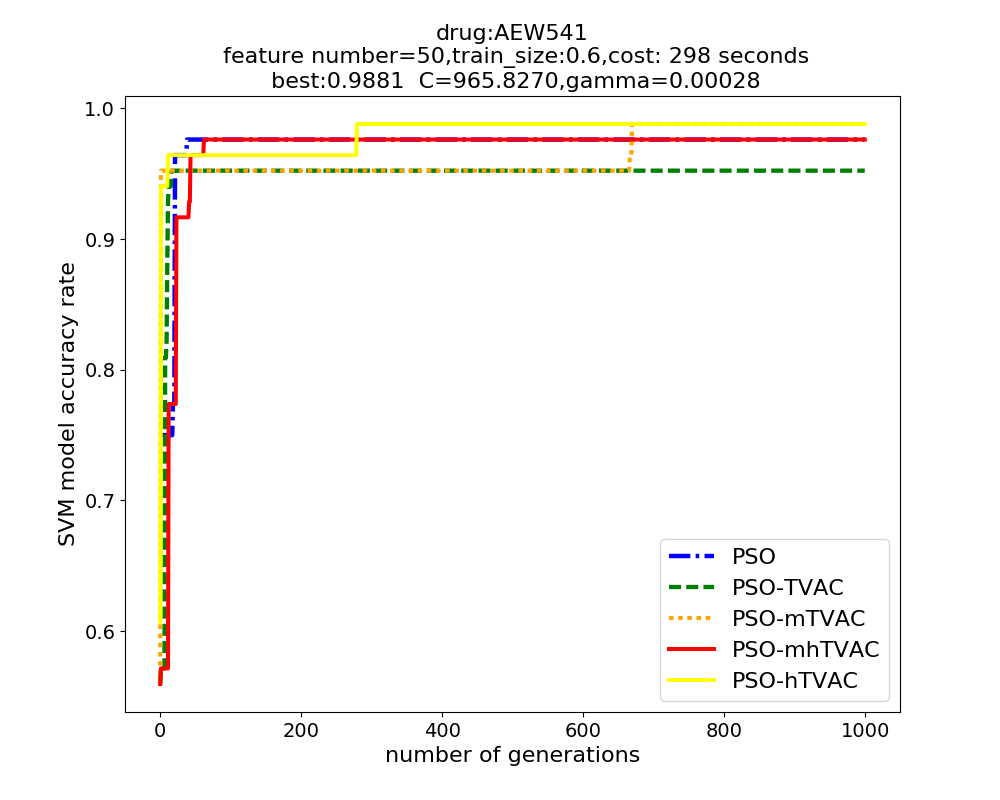 drug:AEW541
feature number=50,train_size:0.6,cost: 298 seconds
best:0.9881  C=965.8270,gamma=0.00028
1.0
0.9
0.8
0.7
0.6
SVM model accuracy rate
PSO
PSO-TVAC
PSO-mTVAC
PSO-mhTVAC
PSO-hTVAC
0 200 400 600 800 1000
number of generations